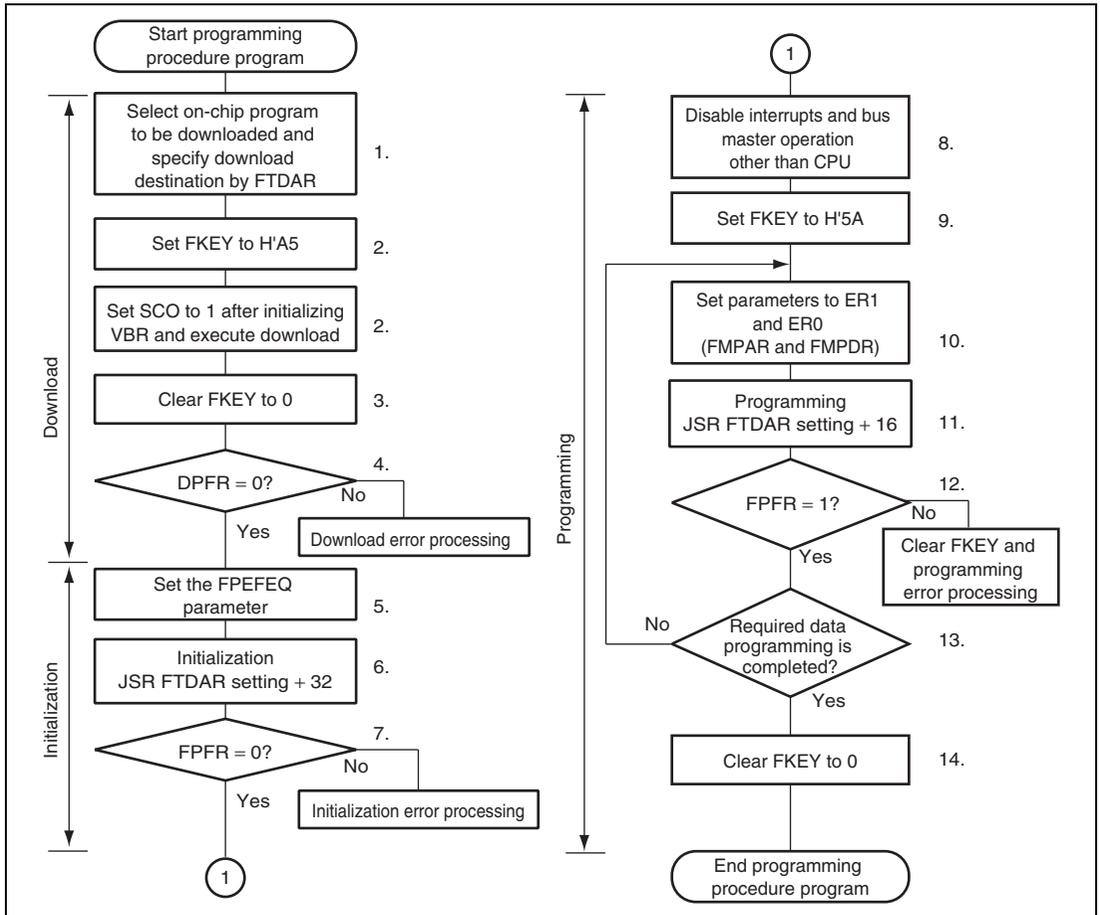 Start programming
procedure program
Select on-chip program
to be downloaded and
specify download
destination by FTDAR
1.
Set FKEY to H'A5
2.
Set SCO to 1 after initializing
VBR and execute download
2.
Clear FKEY to 0
3.
DPFR = 0?
4.
No
Yes
Download error processing
Download
Set the FPEFEQ
parameter
5.
Initialization
JSR FTDAR setting + 32
6.
FPFR = 0?
7.
No
Yes
Initialization error processing
Initialization
1
1
Disable interrupts and bus
master operation
other than CPU
8.
Set FKEY to H'5A
9.
Set parameters to ER1
and ER0
(FMPAR and FMPDR)
10.
Programming
JSR FTDAR setting + 16
11.
FPFR = 1?
12.
No
Yes
Clear FKEY and
programming
error processing
Programming
Required data
programming is
completed?
13.
No
Yes
Clear FKEY to 0
14.
End programming
procedure program